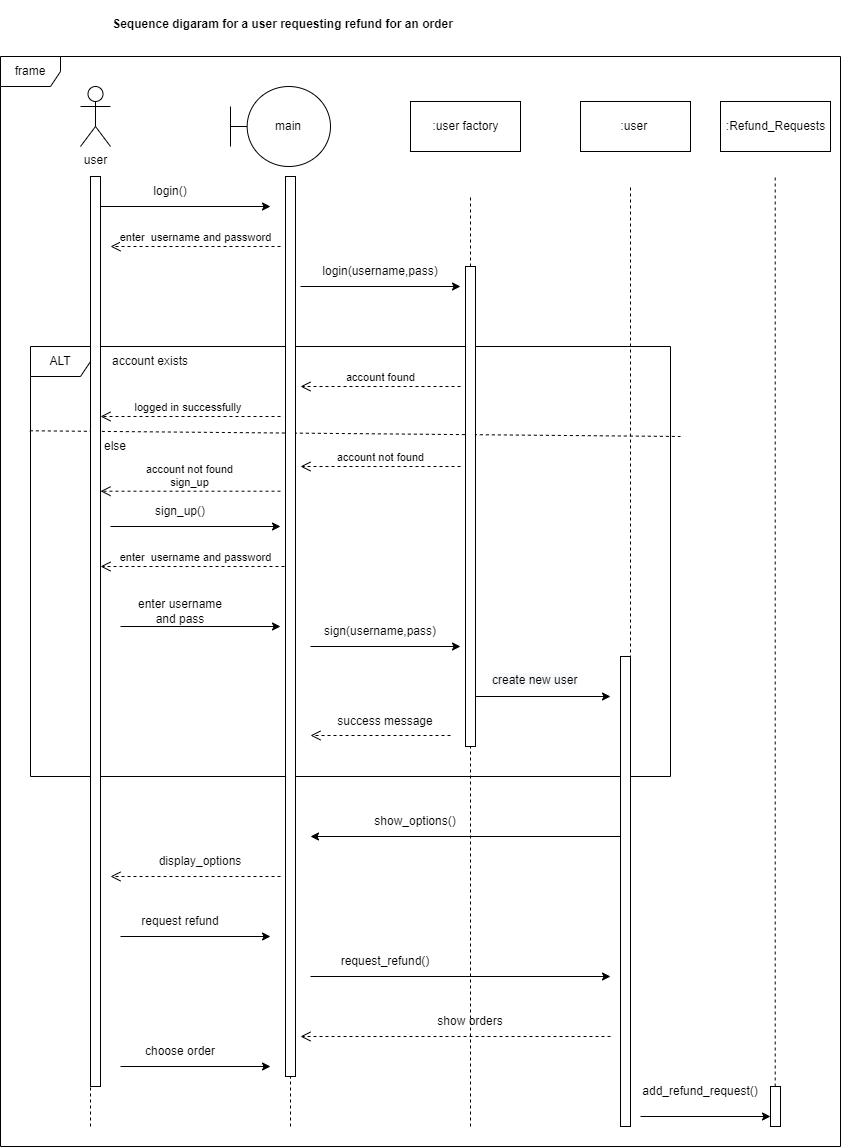 Sequence digaram for a user requesting refund for an order
frame
user
main
:user factory
:user
:Refund_Requests
login()
enter username and password
login(username,pass)
ALT
account exists
account found
logged in successfully
else
account not found
account not found
sign_up
sign_up()
enter username and password
enter username
and pass
sign(username,pass)
create new user
success message
show_options()
display_options
request refund
request_refund()
show orders
choose order
add_refund_request()